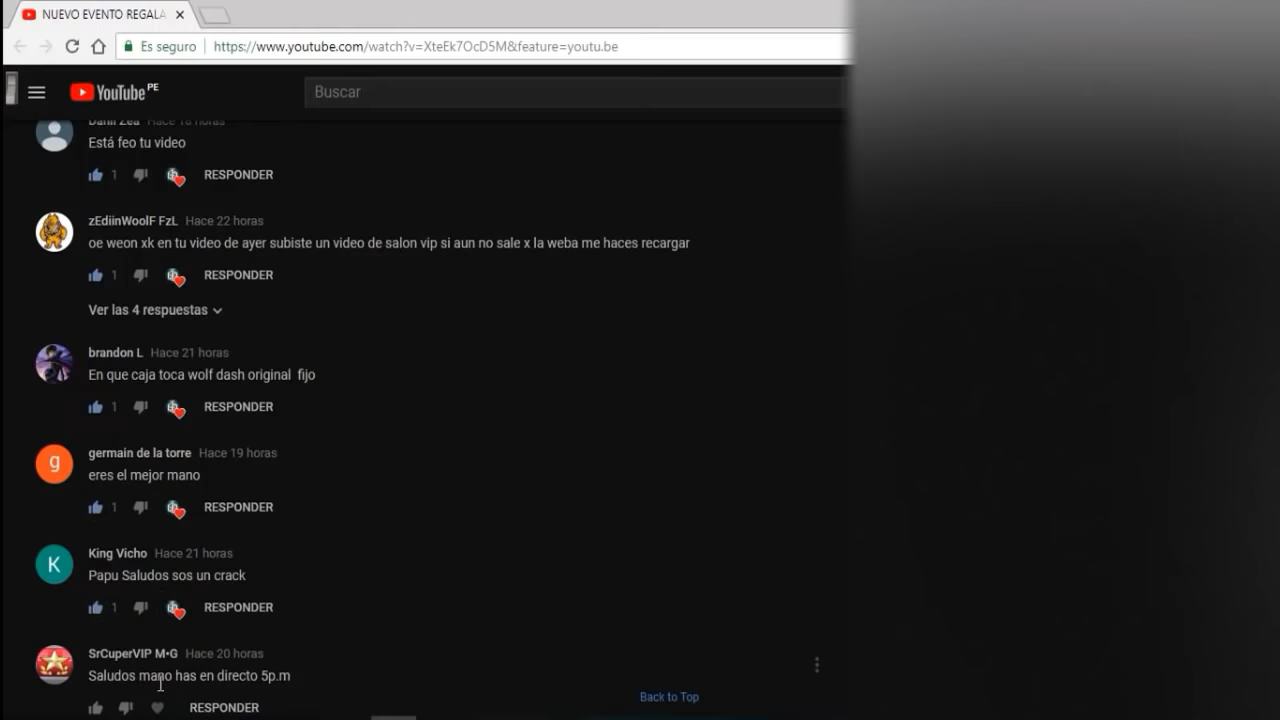 NUEVO EVENTO REGALA
Es seguro https://www.youtube.com/watch?v=XteEk7OcD5M&feature=youtu.be
YouTube PE
Buscar
Hace 18 horas
Está feo tu video
1 RESPONDER
zEdiinWoolF FzL Hace 22 horas
oe weon xk en tu video de ayer subiste un video de salon vip si aun no sale x la weba me haces recargar
1 RESPONDER
Ver las 4 respuestas
brandon L Hace 21 horas
En que caja toca wolf dash original fijo
1 RESPONDER
g
germain de la torre Hace 19 horas
eres el mejor mano
1 RESPONDER
K
King Vicho Hace 21 horas
Papu Saludos sos un crack
1 RESPONDER
SrCuperVIP M•G Hace 20 horas
Saludos mano has en directo 5p.m
Back to Top
RESPONDER